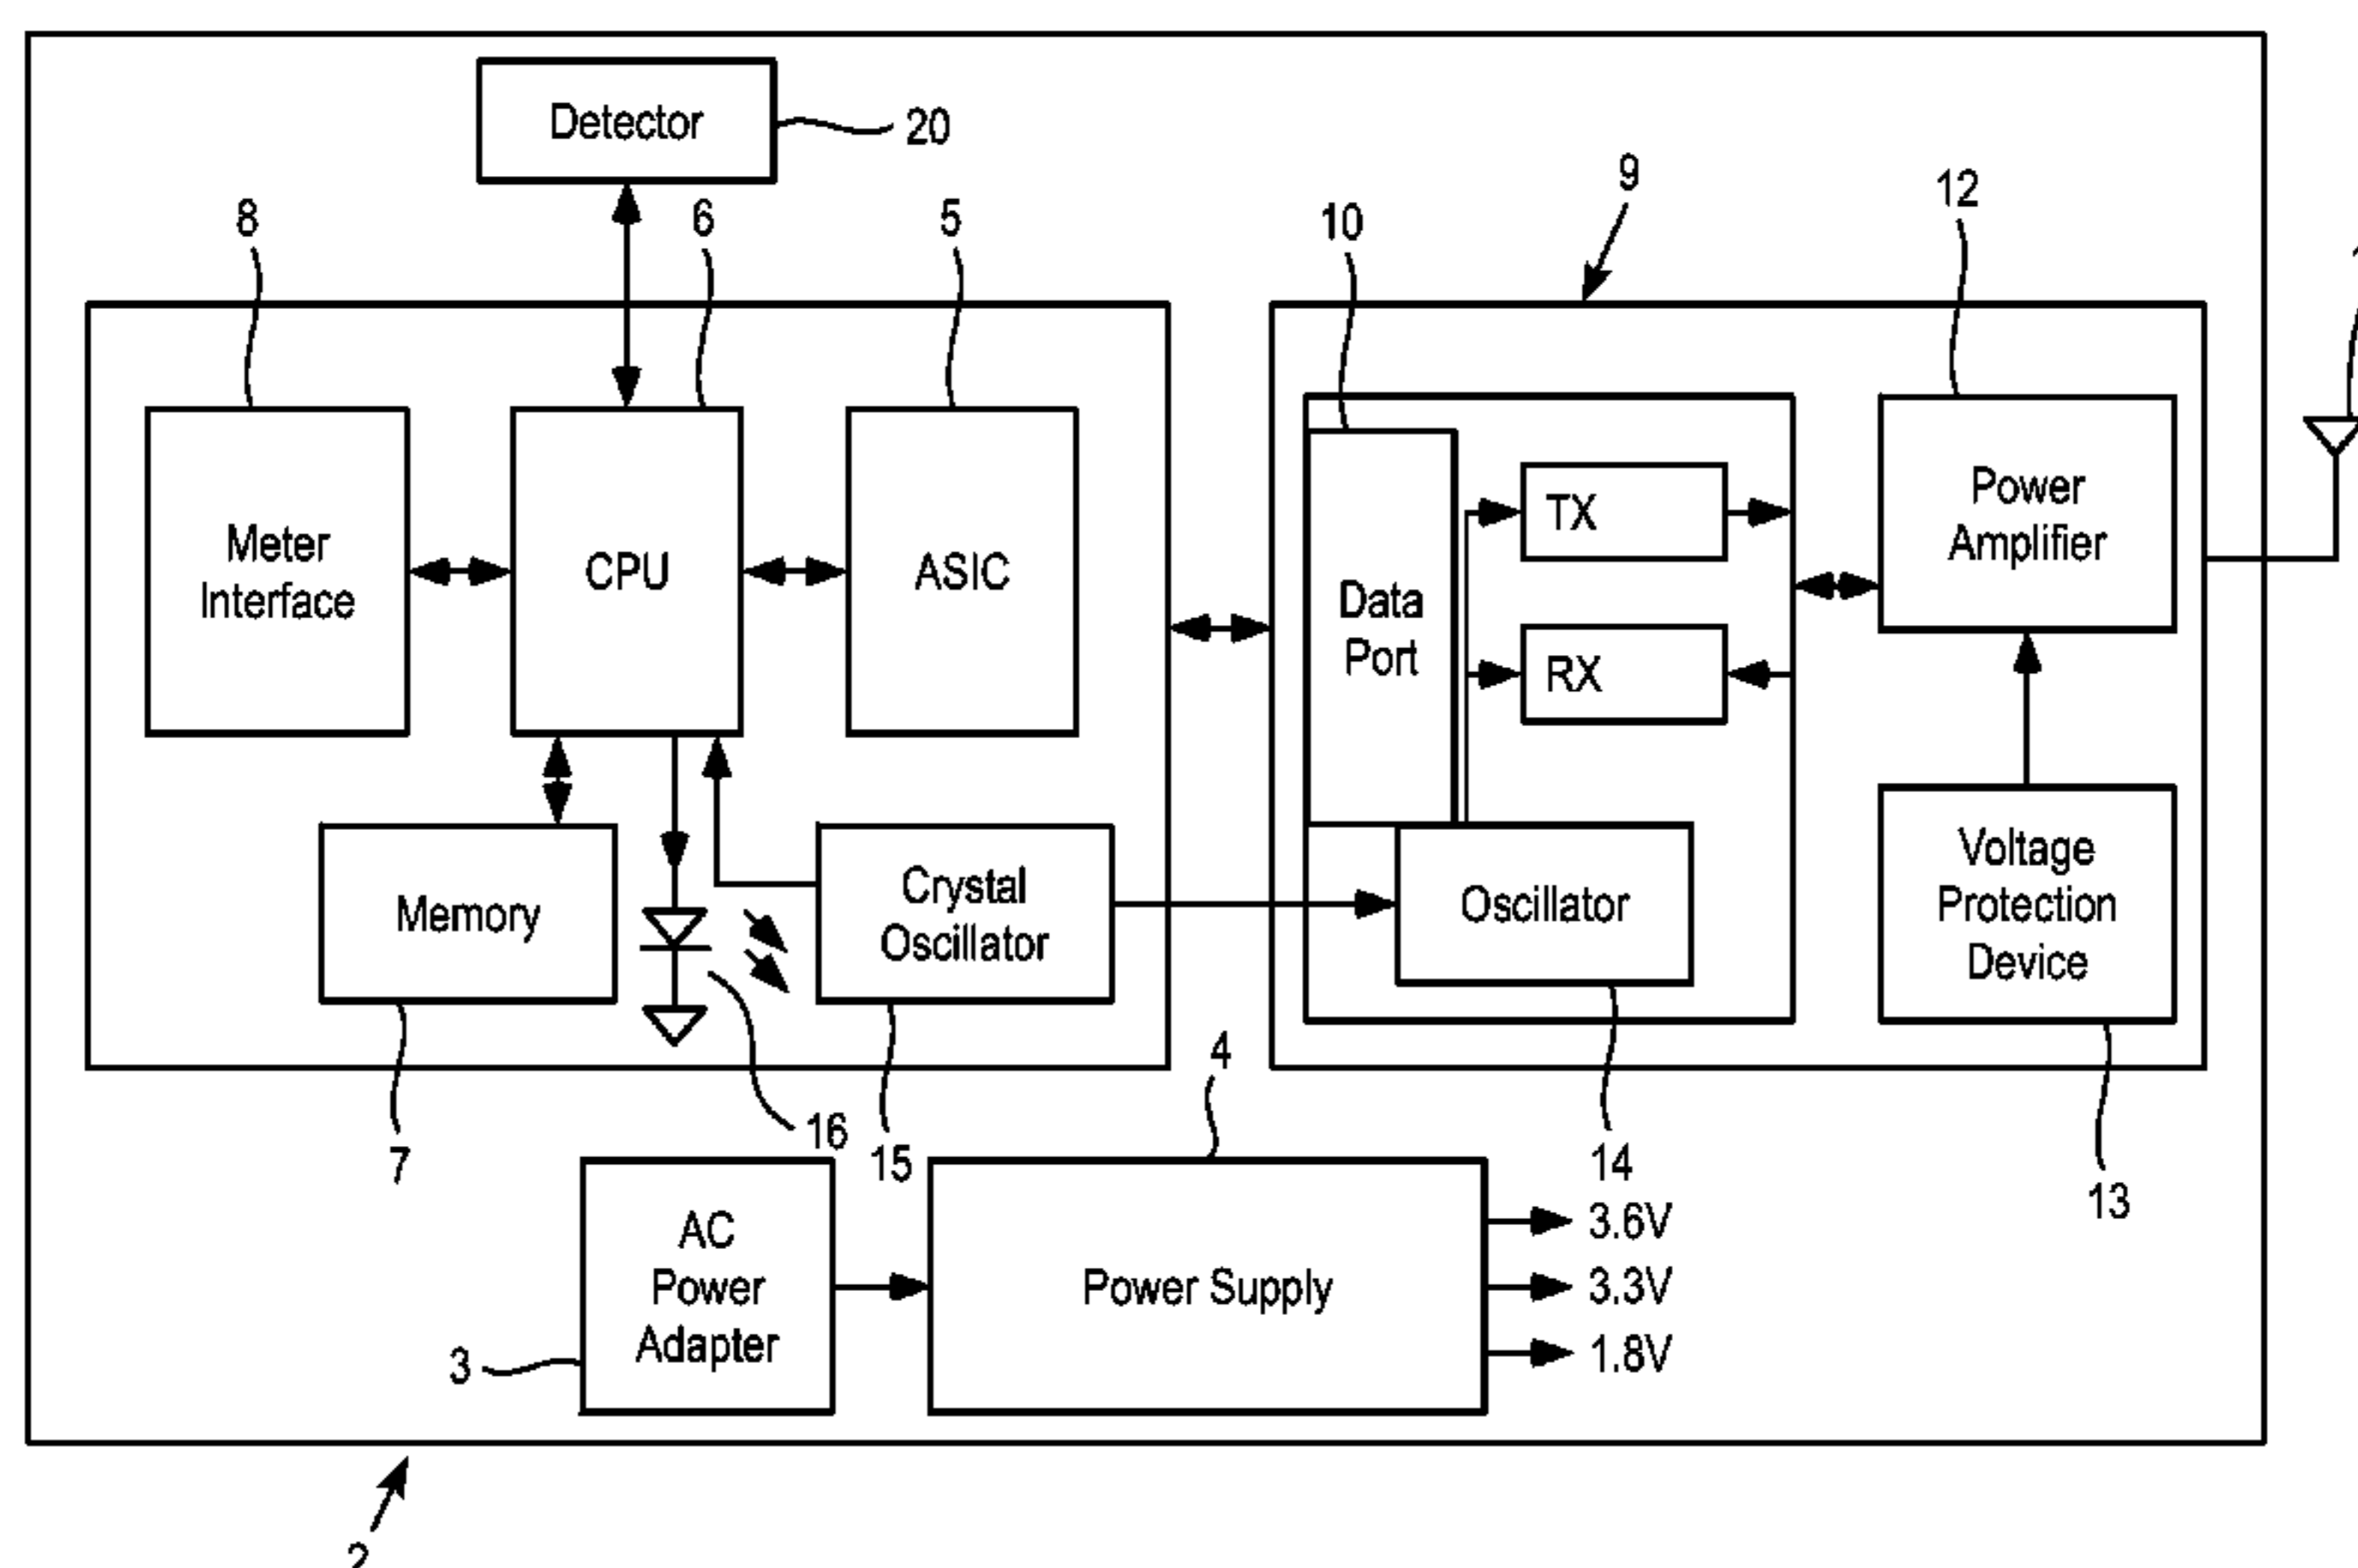 Detector
20
8
6
5
10
9
12
Meter
Interface
CPU
ASIC
Data
Port
TX
RX
Power
Amplifier
Memory
Crystal
Oscillator
Oscillator
Voltage
Protection
Device
7
16
15
4
14
13
AC
Power
Adapter
3
Power Supply
3.6V
3.3V
1.8V
2